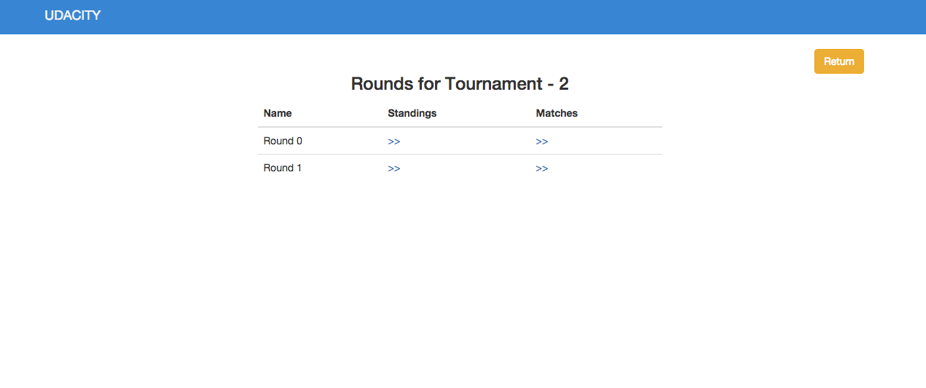 UDACITY
Return
Rounds for Tournament - 2
Name Standings Matches
Round 0 >> >>
Round 1 >> >>